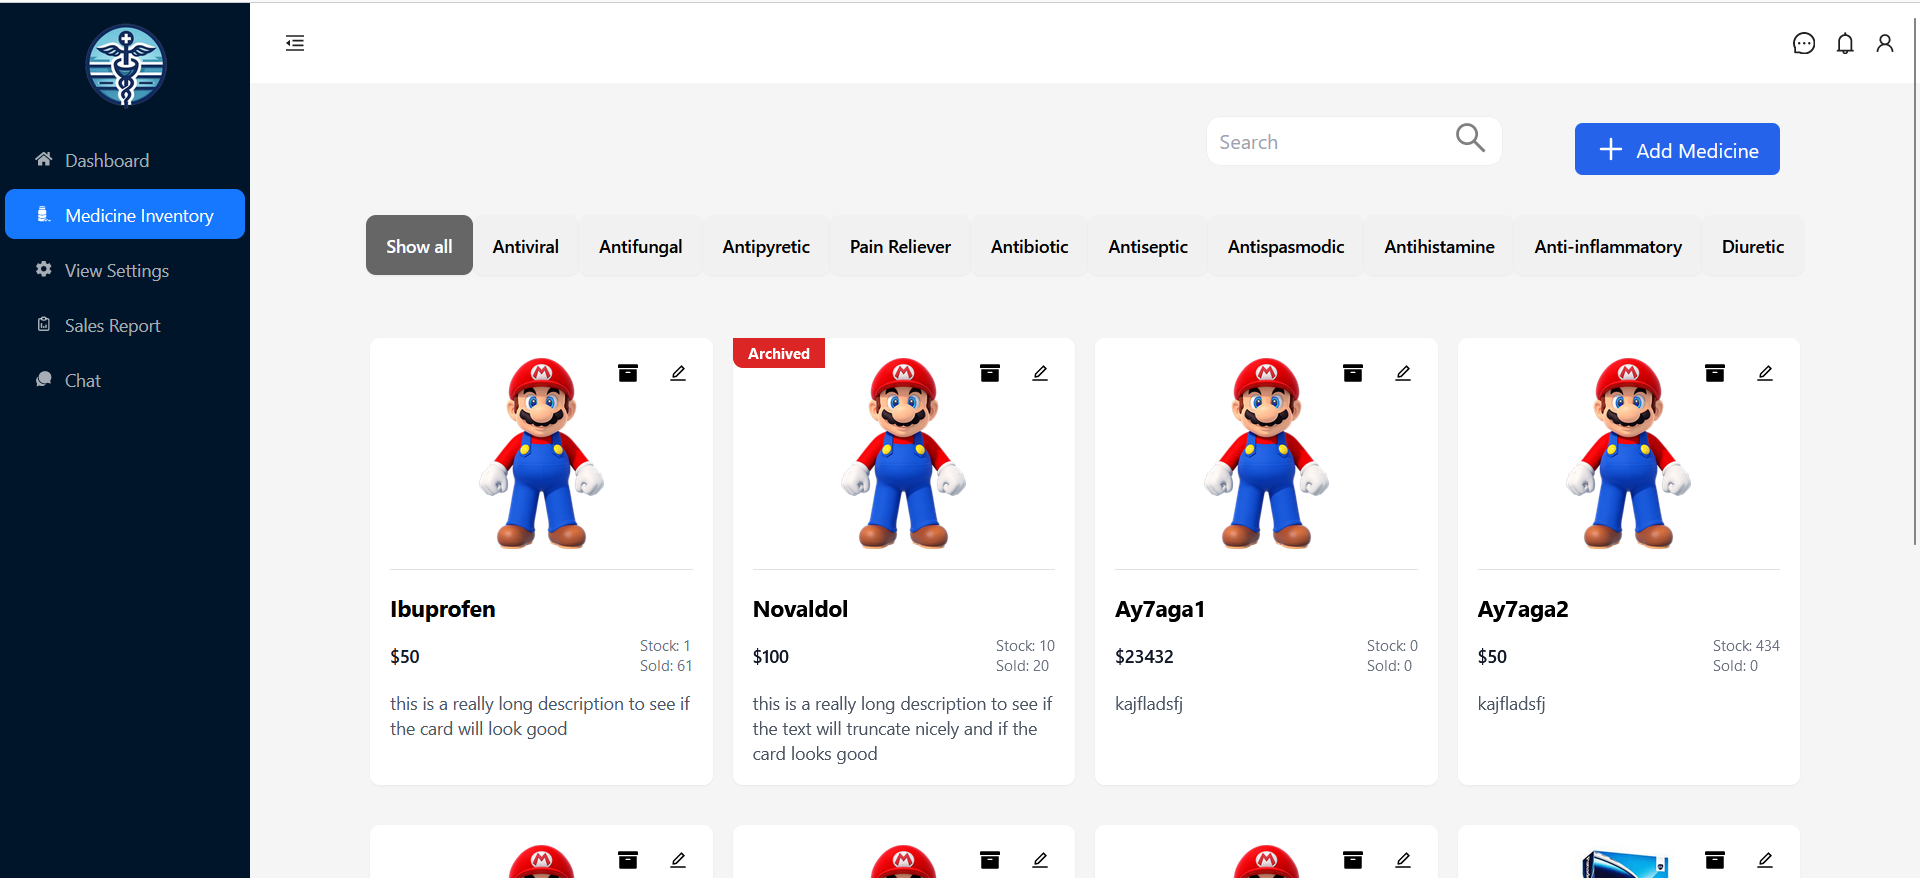 Dashboard
Medicine Inventory
View Settings
Sales Report
Chat
Search
Add Medicine
Show all
Antiviral
Antifungal
Antipyretic
Pain Reliever
Antibiotic
Antiseptic
Antispasmodic
Antihistamine
Anti-inflammatory
Diuretic
M
Ibuprofen
$50
Stock: 1
Sold: 61
this is a really long description to see if
the card will look good
Archived
M
Novaldol
$100
Stock: 10
Sold: 20
this is a really long description to see if
the text will truncate nicely and if the
card looks good
M
Ay7aga1
$23432
Stock: 0
Sold: 0
kajfladsfj
M
Ay7aga2
$50
Stock: 434
Sold: 0
kajfladsfj
M
M
M